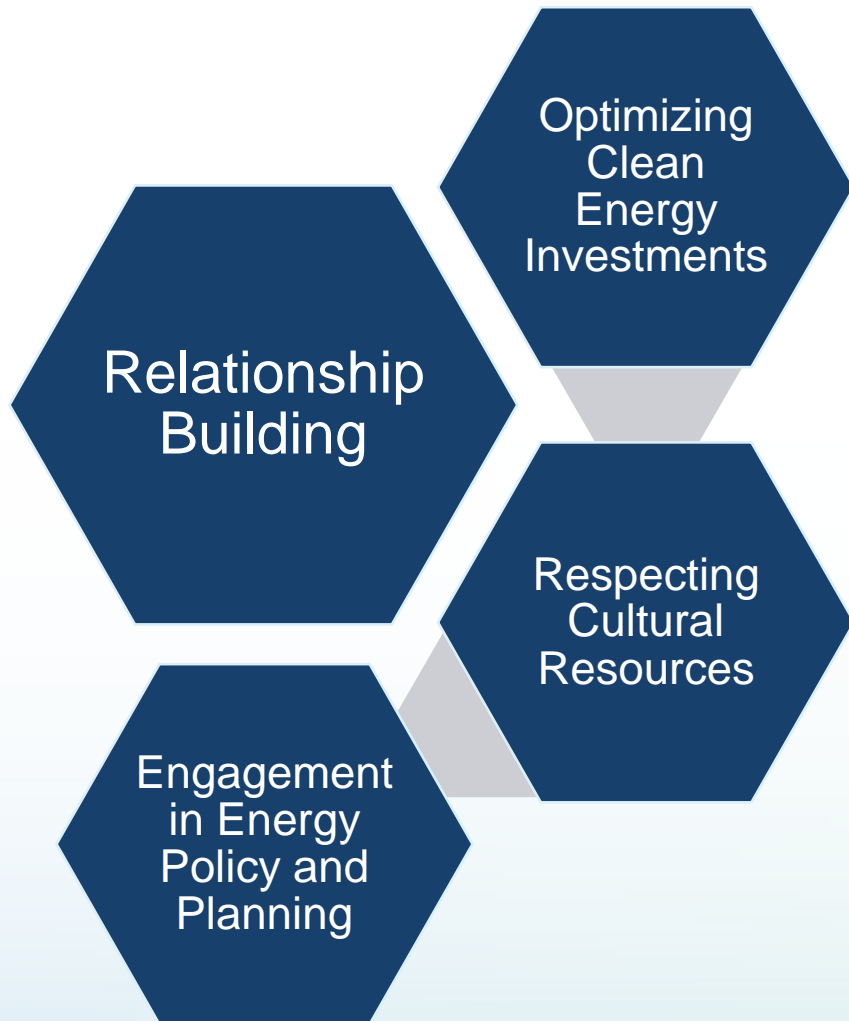 Relationship
Building
Optimizing
Clean
Energy
Investments
Respecting
Cultural
Resources
Engagement
in Energy
Policy and
Planning